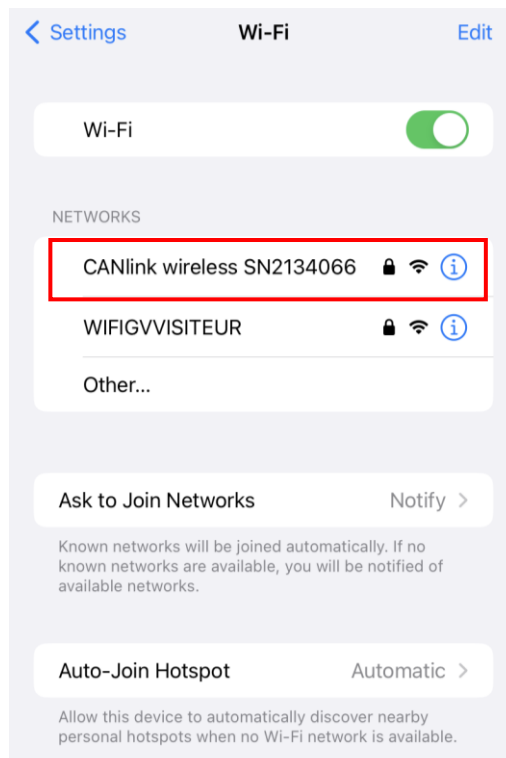 Settings Wi-Fi Edit
Wi-Fi
NETWORKS
CANlink wireless SN2134066
WIFIGVVISITEUR
Other...
Ask to Join Networks Notify
Known networks will be joined automatically. If no
known networks are available, you will be notified of
available networks.
Auto-Join Hotspot Automatic
Allow this device to automatically discover nearby
personal hotspots when no Wi-Fi network is available.